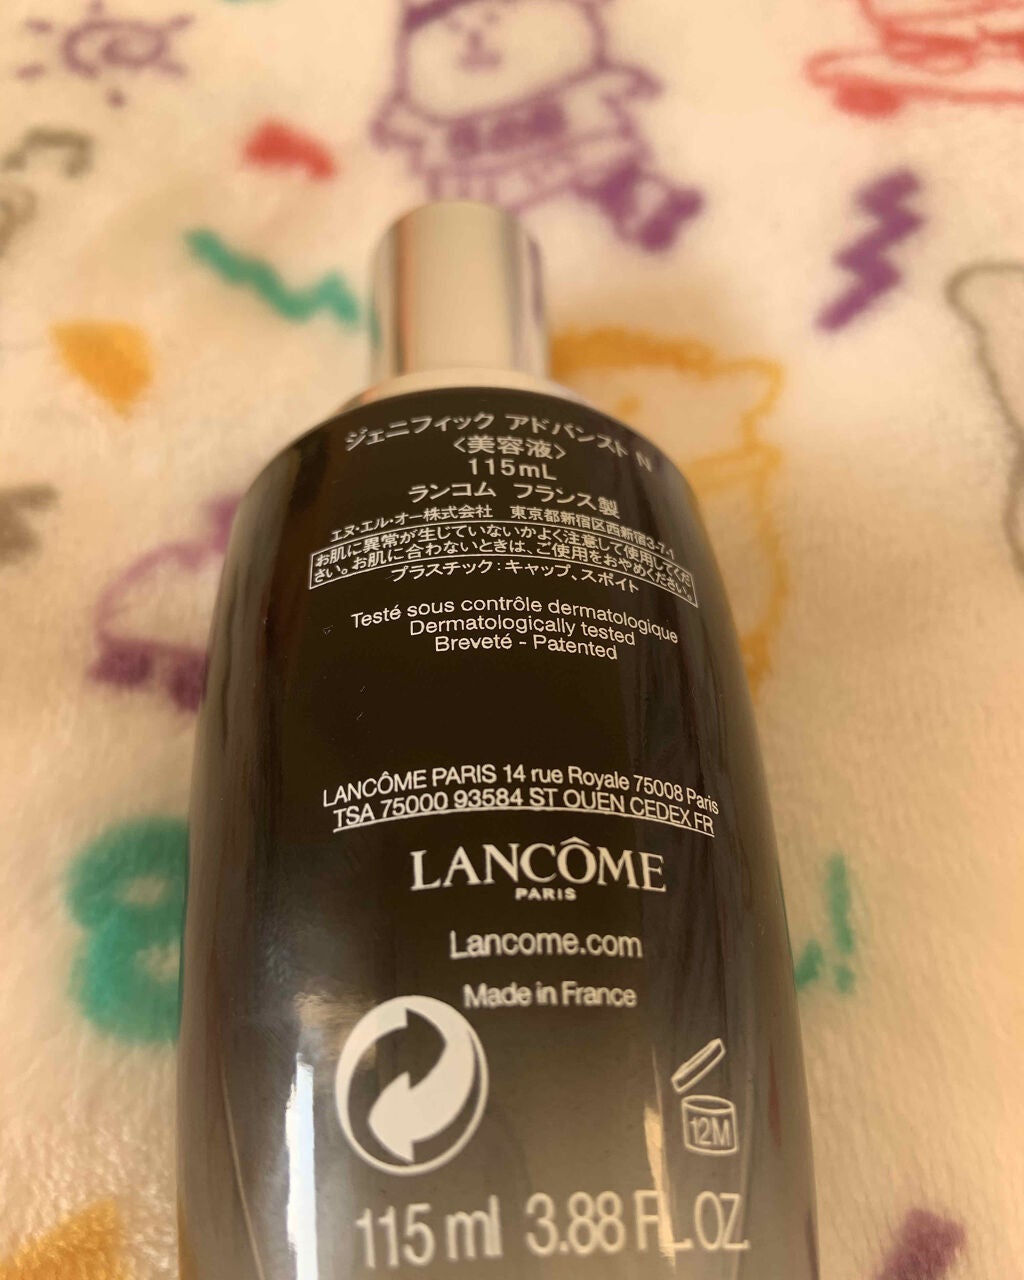 ジェニフィック アドバンスト N
〈美容液〉
115mL
ランコム フランス製
エヌ・エル・オー株式会社 東京都新宿区西新宿3-7-1
お肌に異常が生じていないかよく注意して使用してくだ
さい。お肌に合わないときは、ご使用をおやめください。
プラスチック:キャップ、スポイト
Testé sous contrôle dermatologique
Dermatologically tested
Breveté - Patented
LANCÔME PARIS 14 rue Royale 75008 Paris
TSA 75000 93584 ST OUEN CEDEX FR
LANCÔME
PARIS
Lancome.com
Made in France
12M
115 ml 3.88 FL.OZ